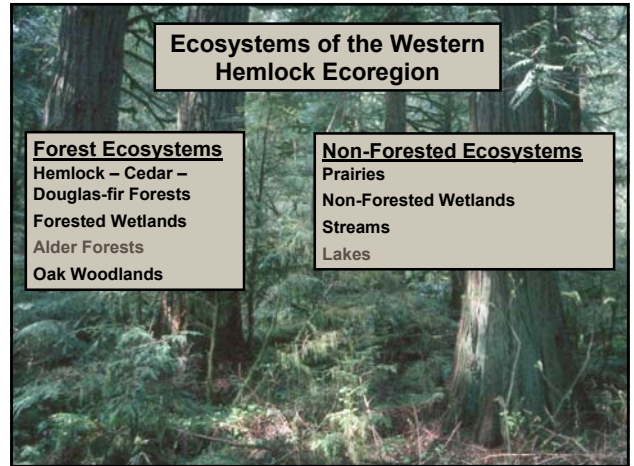 Ecosystems of the Western
Hemlock Ecoregion
Forest Ecosystems
Hemlock – Cedar –
Douglas-fir Forests
Forested Wetlands
Alder Forests
Oak Woodlands
Non-Forested Ecosystems
Prairies
Non-Forested Wetlands
Streams
Lakes